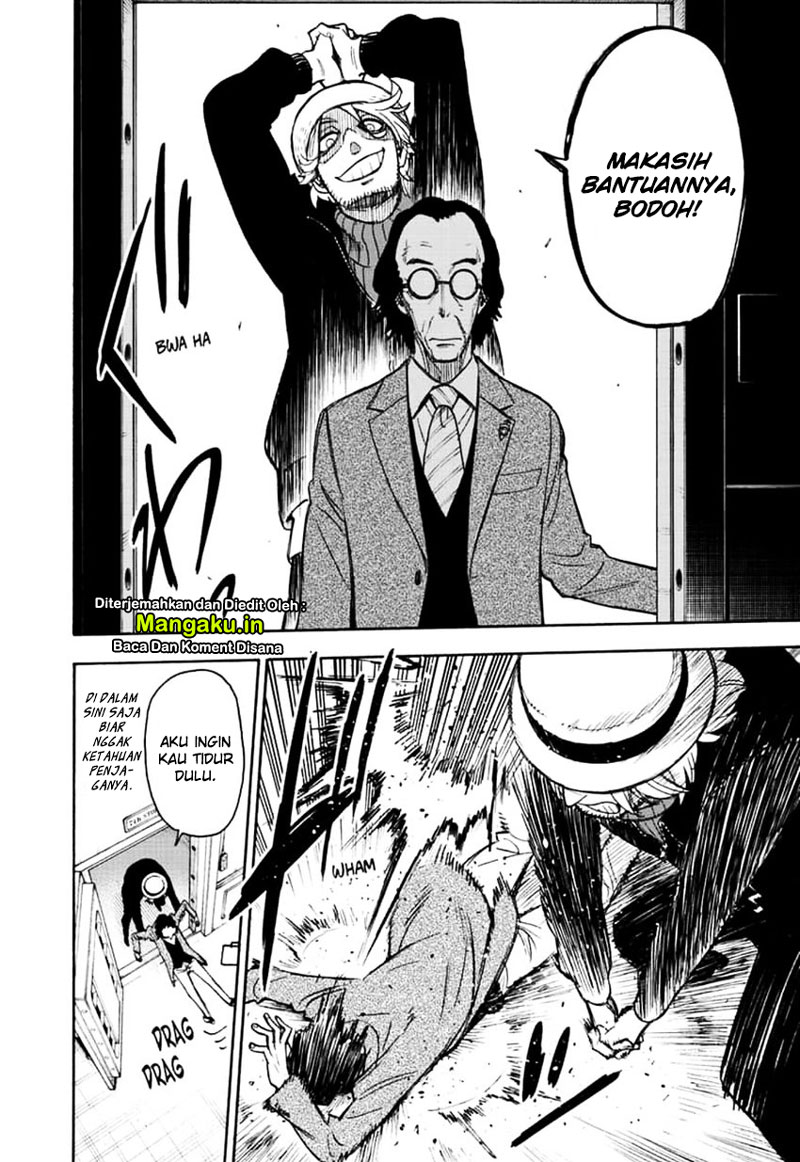 MAKASIH
BANTUANNYA,
BODOH!
BWA HA
Diterjemahkan dan Diedit Oleh :
Mangaku.in
Baca Dan Koment Disana
WHAM
AKU INGIN
KAU TIDUR
DULU.
DI DALAM
SINI SAJA
BIAR
NGGAK
KETAHUAN
PENJA-
GANYA.
DRAG
DRAG